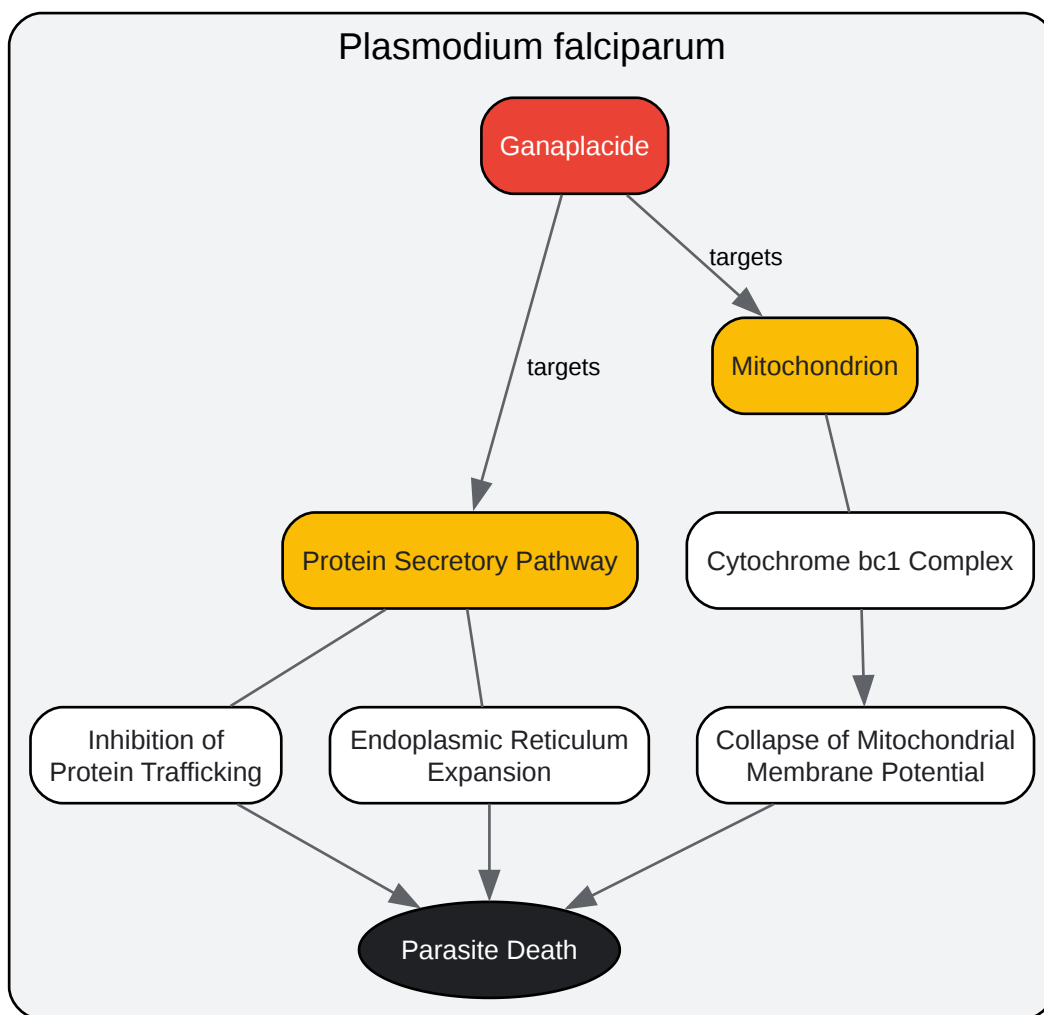 Plasmodium falciparum
Ganaplacide
targets
Mitochondrion
targets
Protein Secretory Pathway
Cytochrome bc1 Complex
Inhibition of
Protein Trafficking
Endoplasmic Reticulum
Expansion
Collapse of Mitochondrial
Membrane Potential
Parasite Death